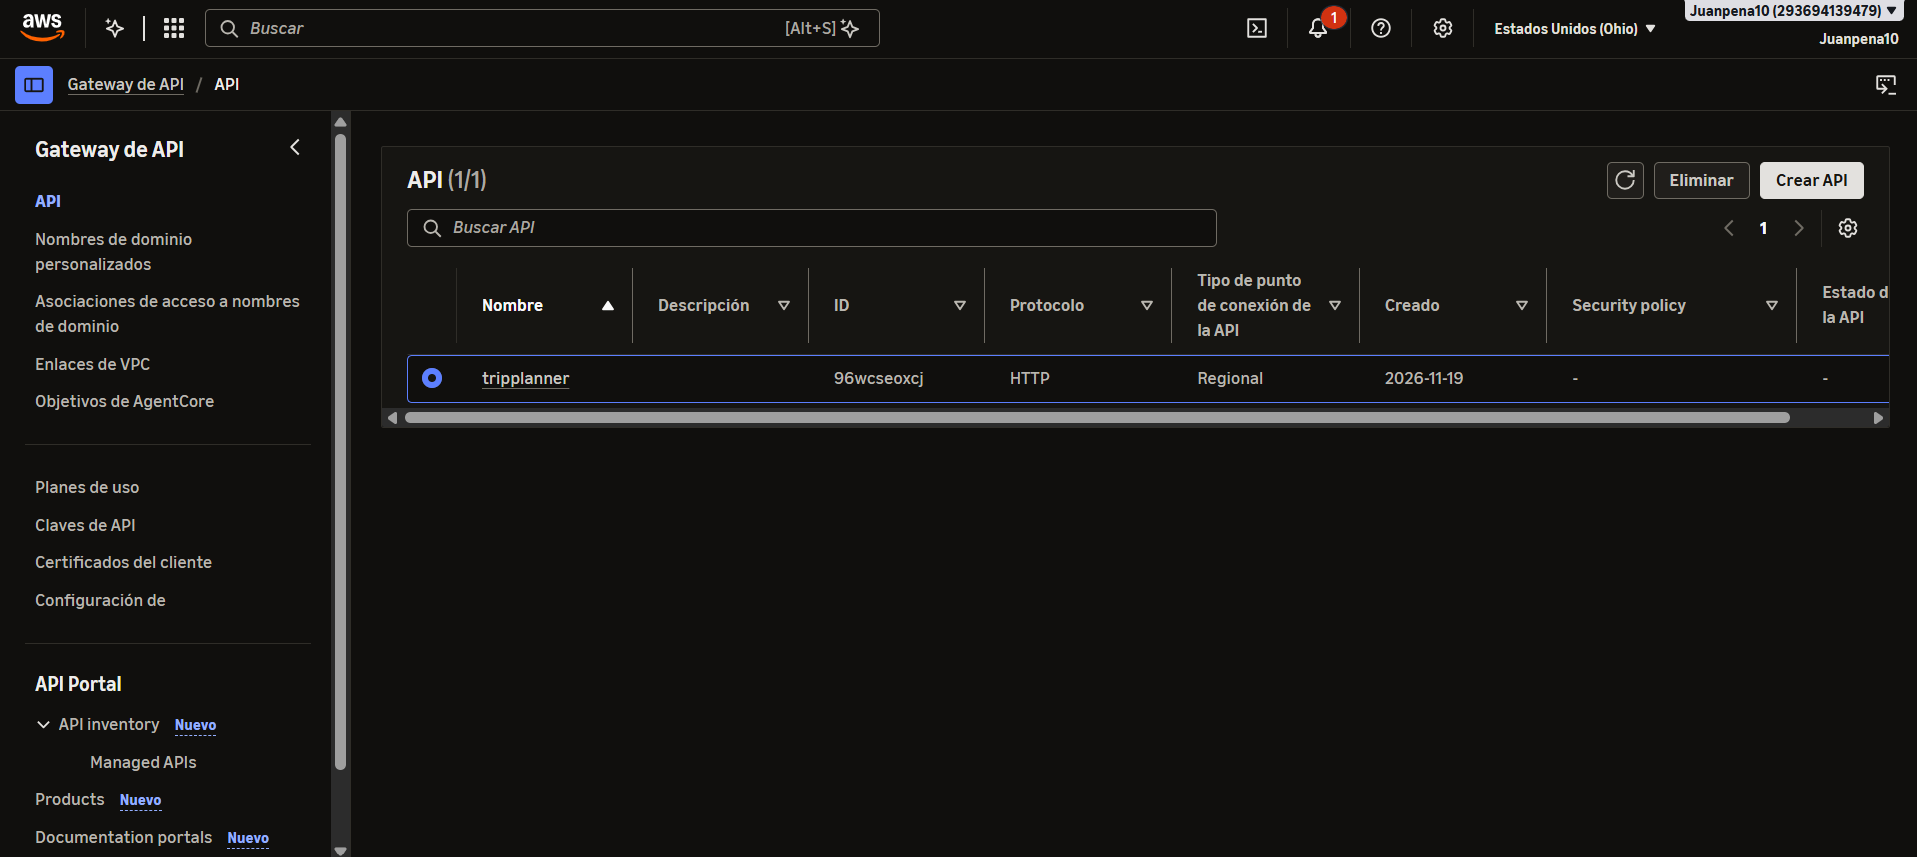 aws
Buscar
[Alt+S]
1
Estados Unidos (Ohio)
Juanpena10 (293694139479)
Juanpena10
Gateway de API / API
Gateway de API
API
Nombres de dominio
personalizados
Asociaciones de acceso a nombres
de dominio
Enlaces de VPC
Objetivos de AgentCore
Planes de uso
Claves de API
Certificados del cliente
Configuración de
API Portal
API inventory Nuevo
Managed APIs
Products Nuevo
Documentation portals Nuevo
API (1/1)
Eliminar
Crear API
Buscar API
1
Nombre
Descripción
ID
Protocolo
Tipo de punto
de conexión de
la API
Creado
Security policy
Estado d
la API
tripplanner
96wcseoxcj
HTTP
Regional
2026-11-19
-
-